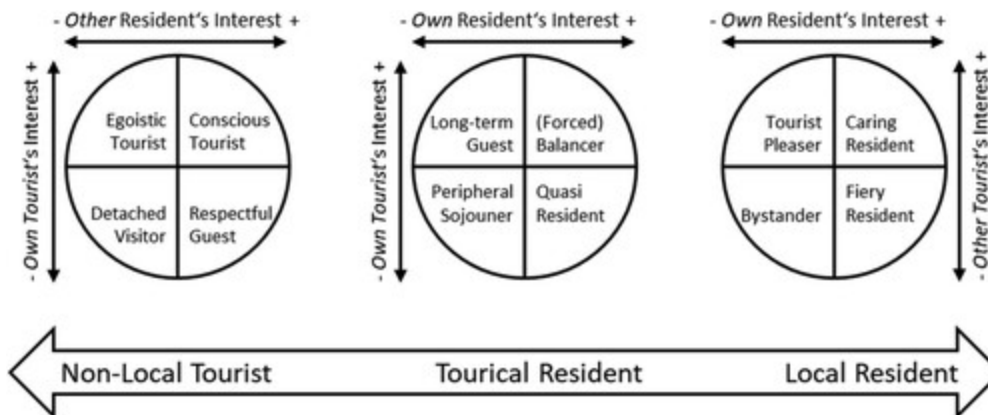 - Other Resident's Interest +
- Own Resident's Interest +
- Own Resident's Interest +
- Own Tourist's Interest +
Egoistic
Tourist
Conscious
Tourist
Detached
Visitor
Respectful
Guest
- Own Tourist's Interest +
Long-term
Guest
(Forced)
Balancer
Peripheral
Sojouner
Quasi
Resident
Tourist
Pleaser
Caring
Resident
Bystander
Fiery
Resident
- Other Tourist's Interest +
Non-Local Tourist
Tourical Resident
Local Resident